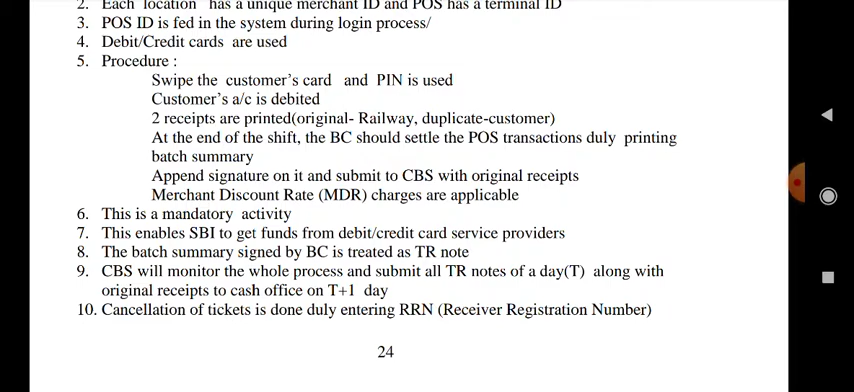 2. Each location has a unique merchant ID and POS has a terminal ID
3. POS ID is fed in the system during login process/
4. Debit/Credit cards are used
5. Procedure :
Swipe the customer's card and PIN is used
Customer's a/c is debited
2 receipts are printed(original- Railway, duplicate-customer)
At the end of the shift, the BC should settle the POS transactions duly printing
batch summary
Append signature on it and submit to CBS with original receipts
Merchant Discount Rate (MDR) charges are applicable
6. This is a mandatory activity
7. This enables SBI to get funds from debit/credit card service providers
8. The batch summary signed by BC is treated as TR note
9. CBS will monitor the whole process and submit all TR notes of a day(T) along with
original receipts to cash office on T+1 day
10. Cancellation of tickets is done duly entering RRN (Receiver Registration Number)
24